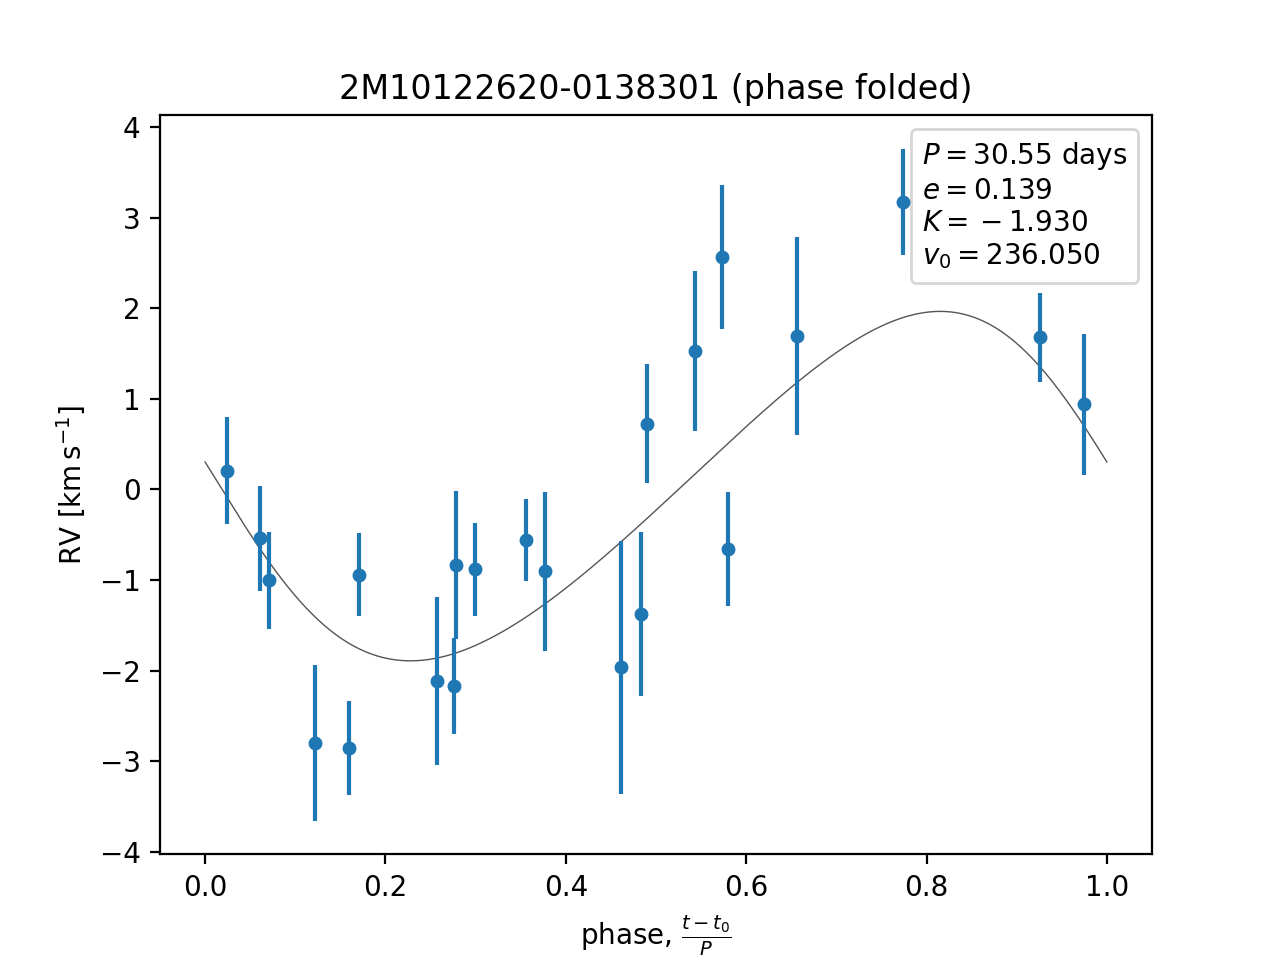 2M10122620-0138301 (phase folded)
P = 30.55 days
e = 0.139
K = −1.930
v₀ = 236.050
4
3
2
1
0
−1
−2
−3
−4
RV [km s⁻¹]
0.0 0.2 0.4 0.6 0.8 1.0
phase, (t − t₀)/P